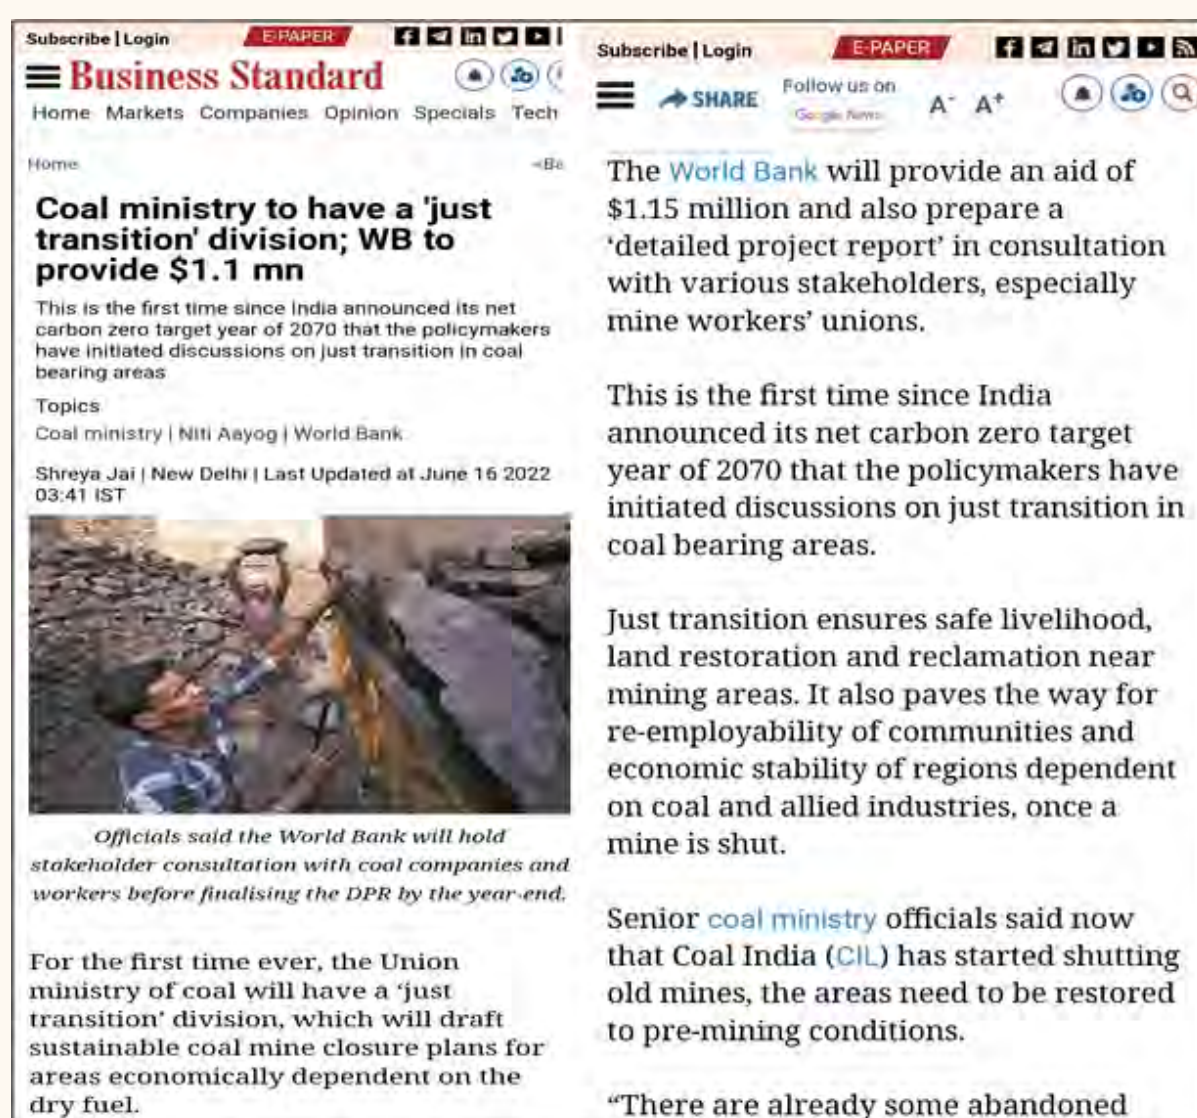 Subscribe | Login
E-PAPER
Business Standard
Home Markets Companies Opinion Specials Tech
Home
Coal ministry to have a 'just
transition' division; WB to
provide $1.1 mn
This is the first time since India announced its net
carbon zero target year of 2070 that the policymakers
have initiated discussions on just transition in coal
bearing areas
Topics
Coal ministry | Niti Aayog | World Bank
Shreya Jai | New Delhi | Last Updated at June 16 2022
03:41 IST
Officials said the World Bank will hold
stakeholder consultation with coal companies and
workers before finalising the DPR by the year-end.
For the first time ever, the Union
ministry of coal will have a ‘just
transition’ division, which will draft
sustainable coal mine closure plans for
areas economically dependent on the
dry fuel.
Subscribe | Login
E-PAPER
SHARE
Follow us on
Google News
A- A+
The World Bank will provide an aid of
$1.15 million and also prepare a
‘detailed project report’ in consultation
with various stakeholders, especially
mine workers’ unions.
This is the first time since India
announced its net carbon zero target
year of 2070 that the policymakers have
initiated discussions on just transition in
coal bearing areas.
Just transition ensures safe livelihood,
land restoration and reclamation near
mining areas. It also paves the way for
re-employability of communities and
economic stability of regions dependent
on coal and allied industries, once a
mine is shut.
Senior coal ministry officials said now
that Coal India (CIL) has started shutting
old mines, the areas need to be restored
to pre-mining conditions.
“There are already some abandoned